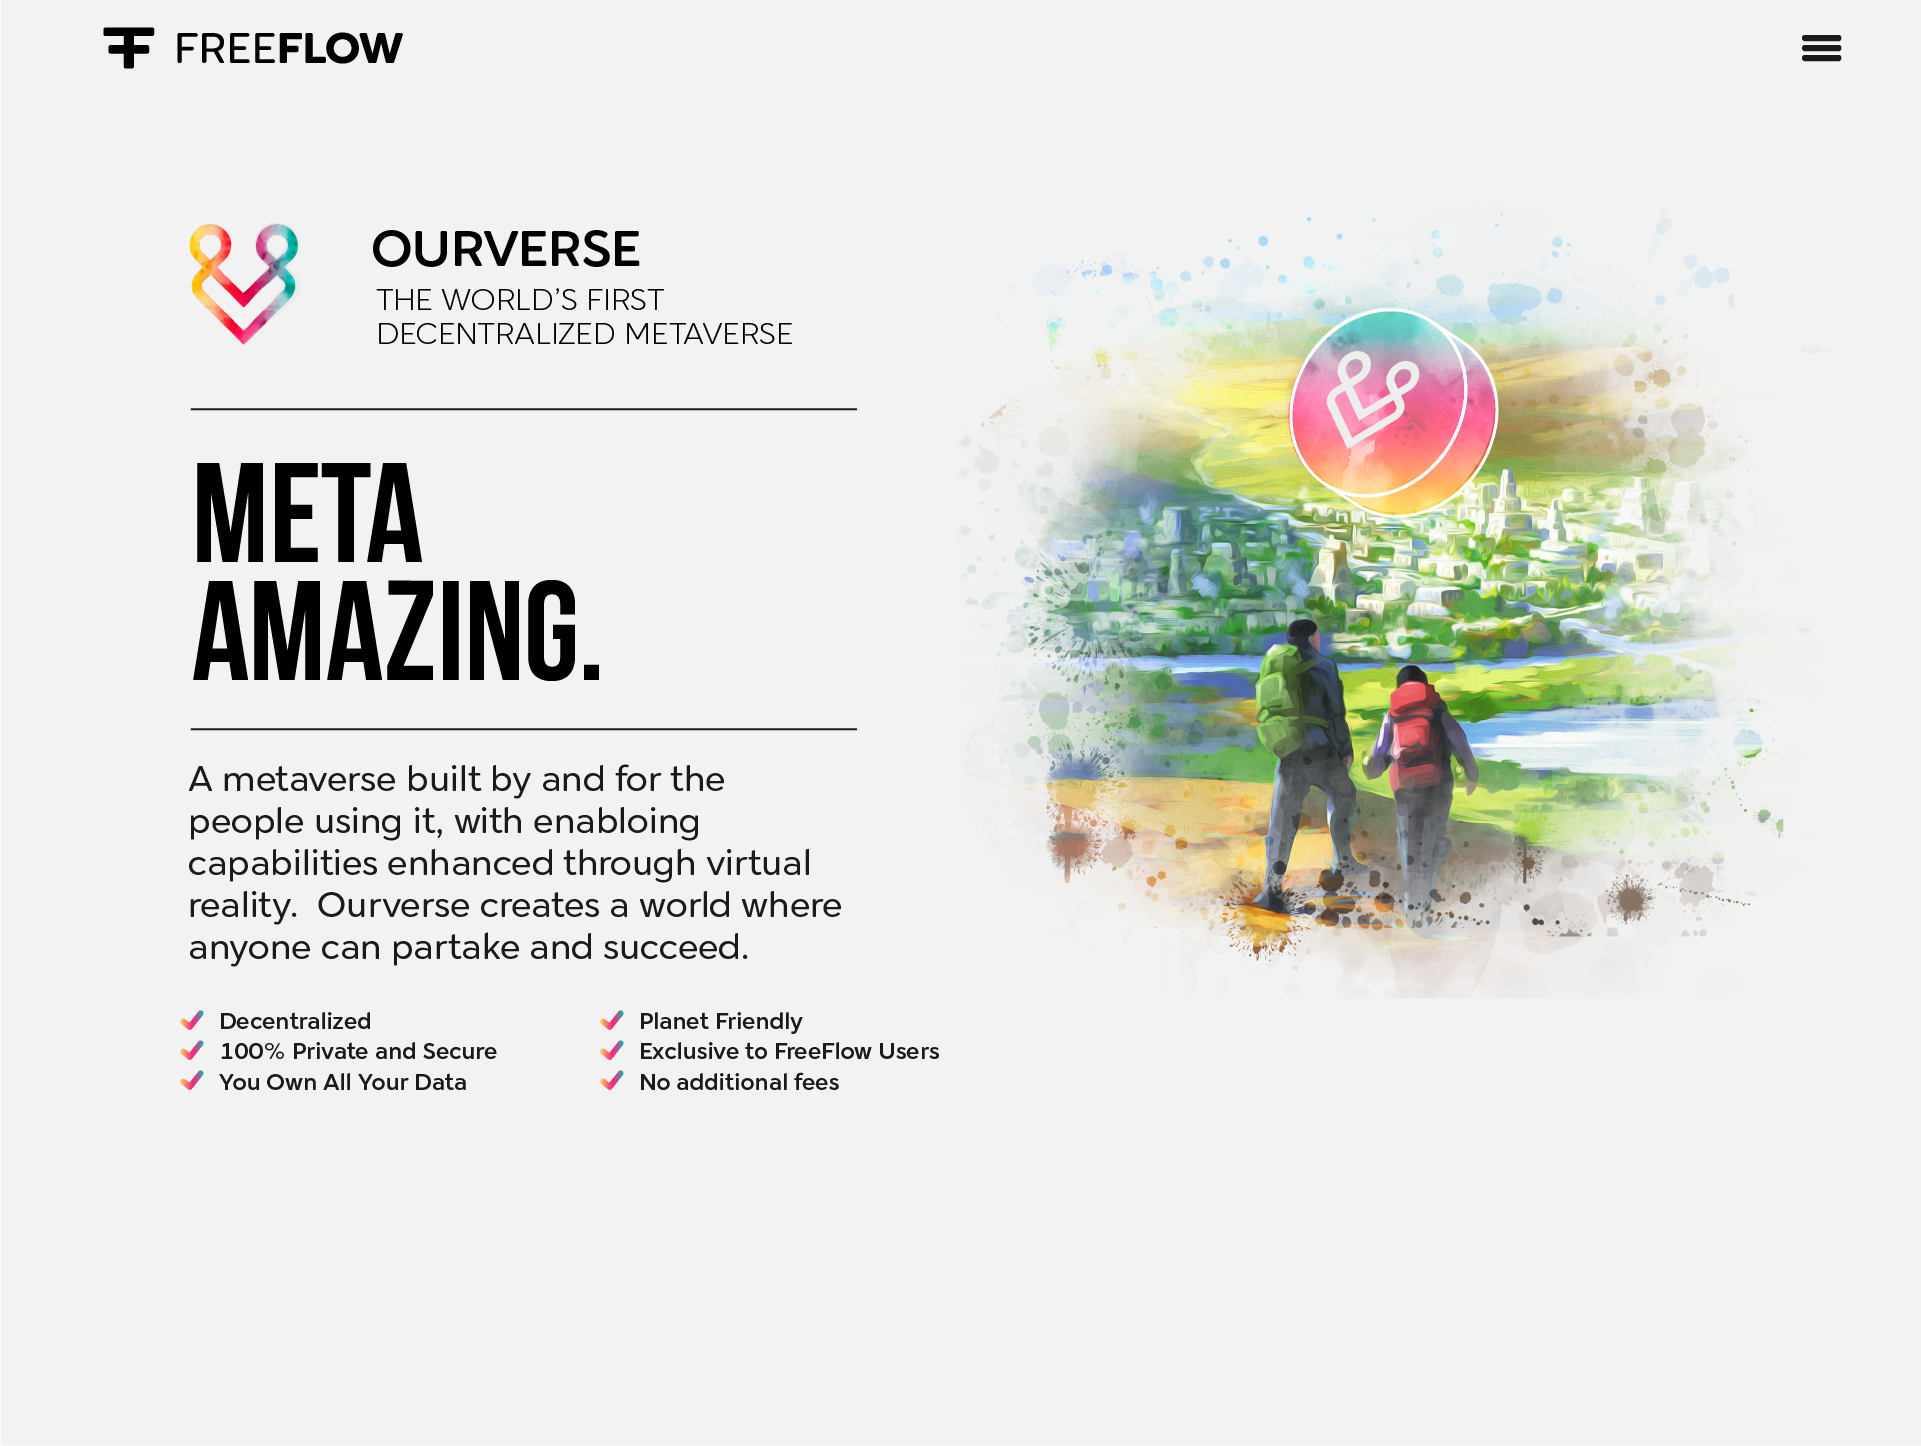 FREEFLOW
OURVERSE
THE WORLD’S FIRST
DECENTRALIZED METAVERSE
META
AMAZING.
A metaverse built by and for the
people using it, with enabloing
capabilities enhanced through virtual
reality.  Ourverse creates a world where
anyone can partake and succeed.
Decentralized
100% Private and Secure
You Own All Your Data
Planet Friendly
Exclusive to FreeFlow Users
No additional fees